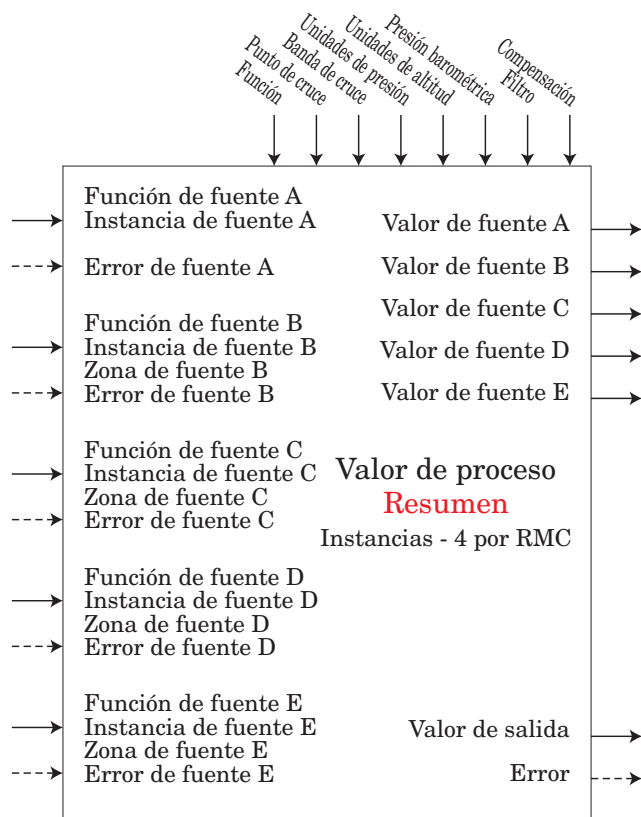 Función
Punto de cruce
Banda de cruce
Unidades de presión
Unidades de altitud
Presión barométrica
Filtro
Compensación
Función de fuente A
Instancia de fuente A
Error de fuente A
Función de fuente B
Instancia de fuente B
Zona de fuente B
Error de fuente B
Función de fuente C
Instancia de fuente C
Zona de fuente C
Error de fuente C
Función de fuente D
Instancia de fuente D
Zona de fuente D
Error de fuente D
Función de fuente E
Instancia de fuente E
Zona de fuente E
Error de fuente E
Valor de fuente A
Valor de fuente B
Valor de fuente C
Valor de fuente D
Valor de fuente E
Valor de proceso
Resumen
Instancias - 4 por RMC
Valor de salida
Error